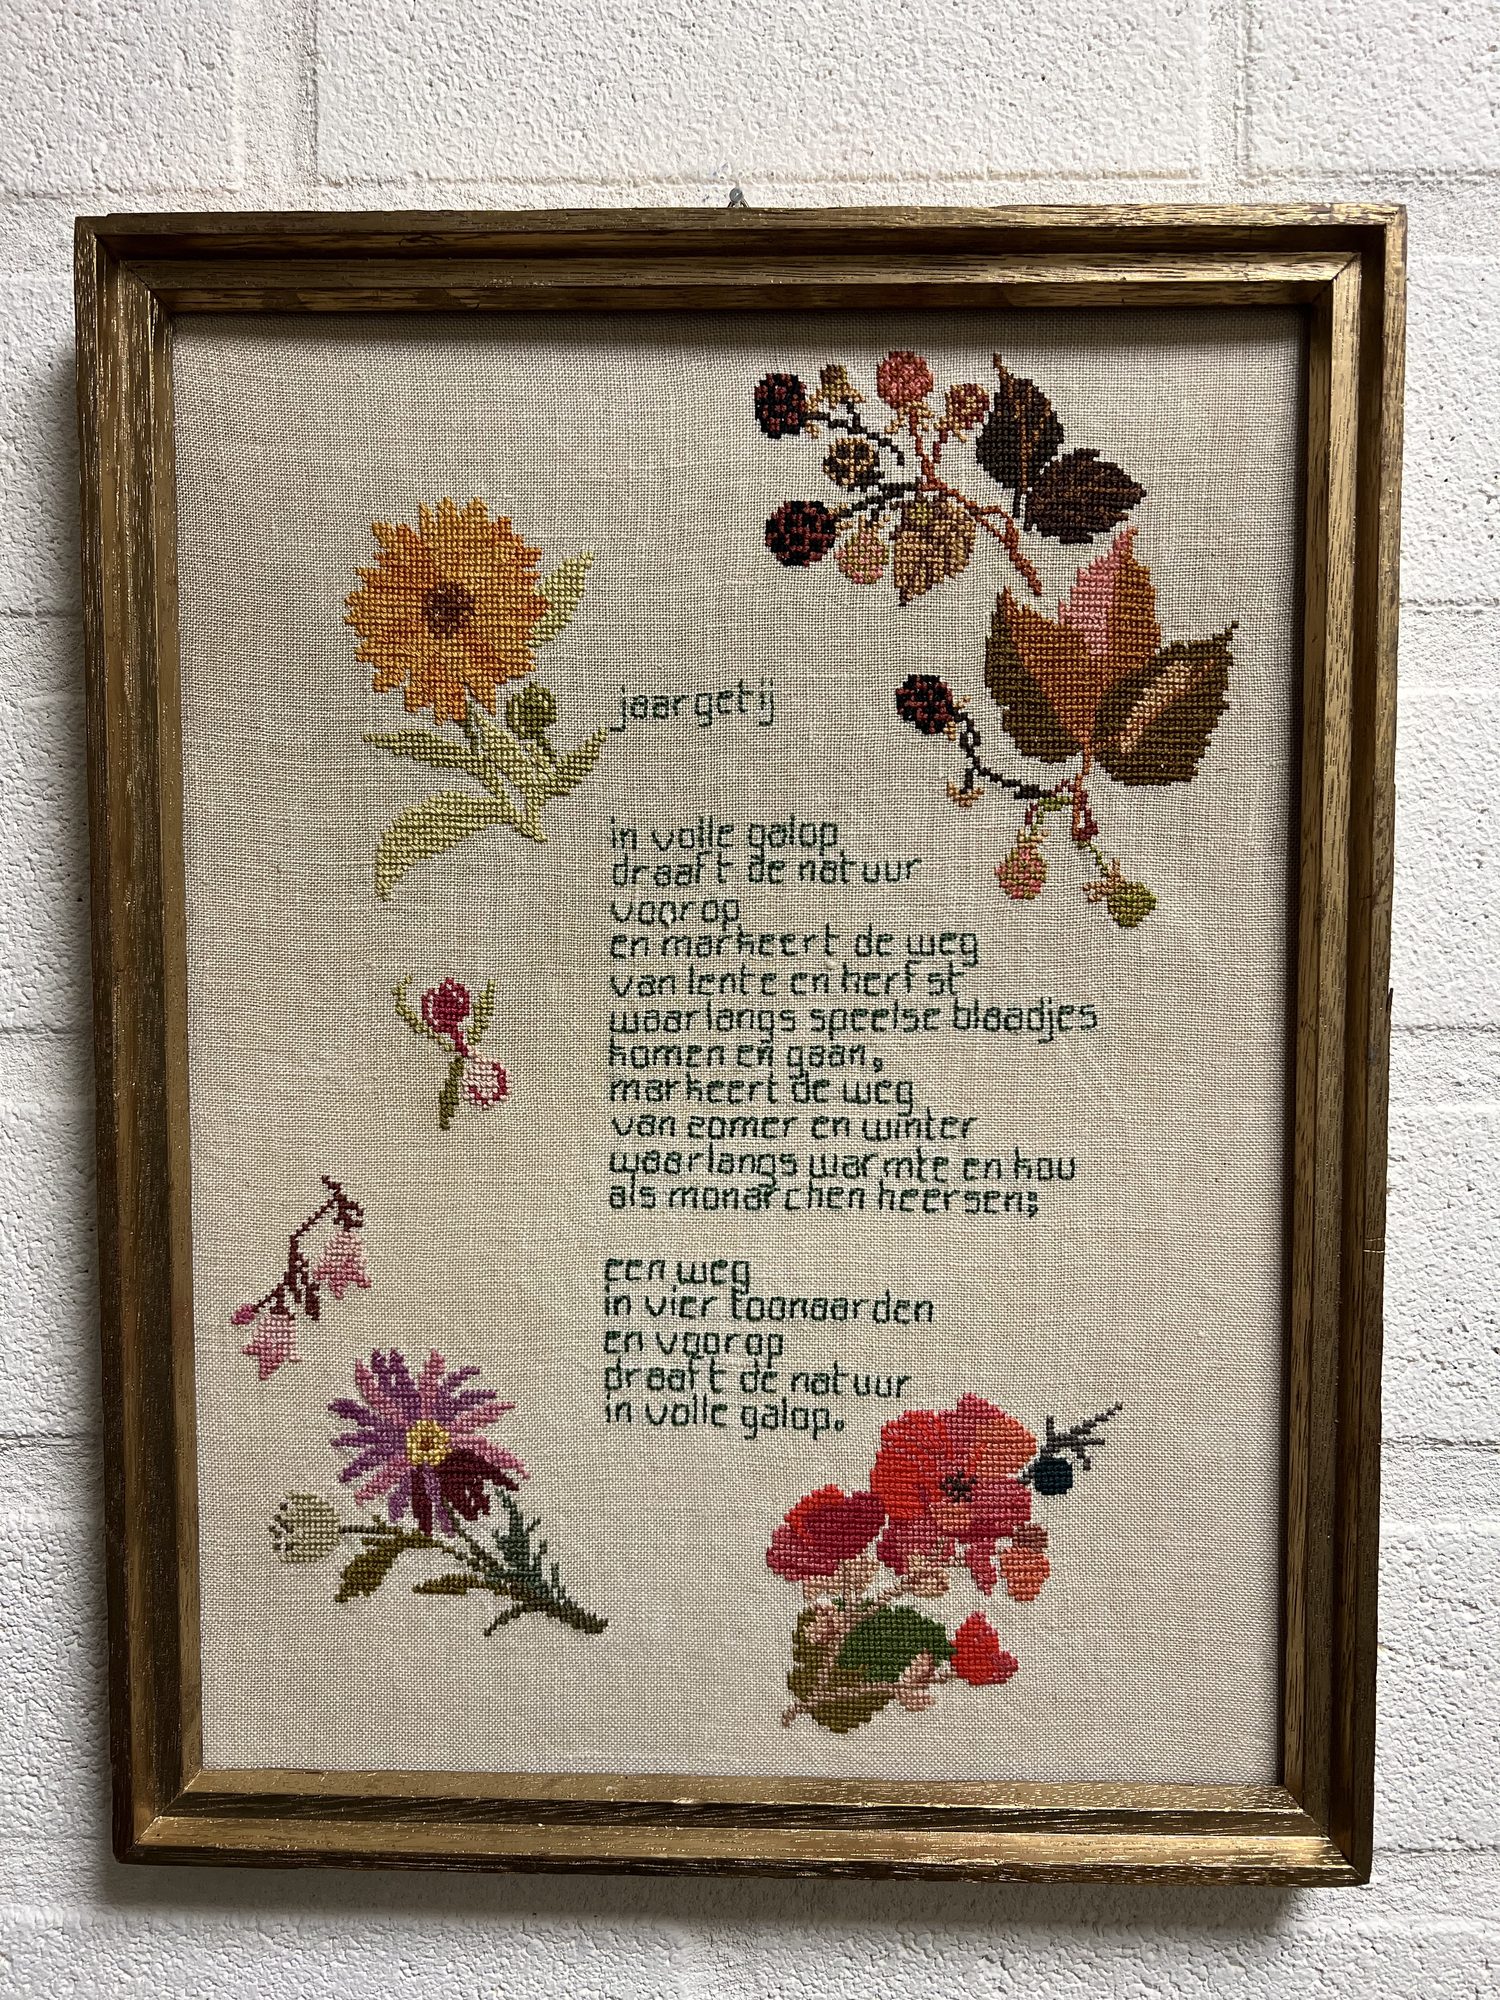 jaargetij
in volle galop
draaft de natuur
voorop
en markeert de weg
van lente en herfst
waarlangs speelse blaadjes
komen en gaan,
markeert de weg
van zomer en winter
waarlangs warmte en kou
als monarchen heersen;
een weg
in vier toonaarden
en voorop
draaft de natuur
in volle galop.